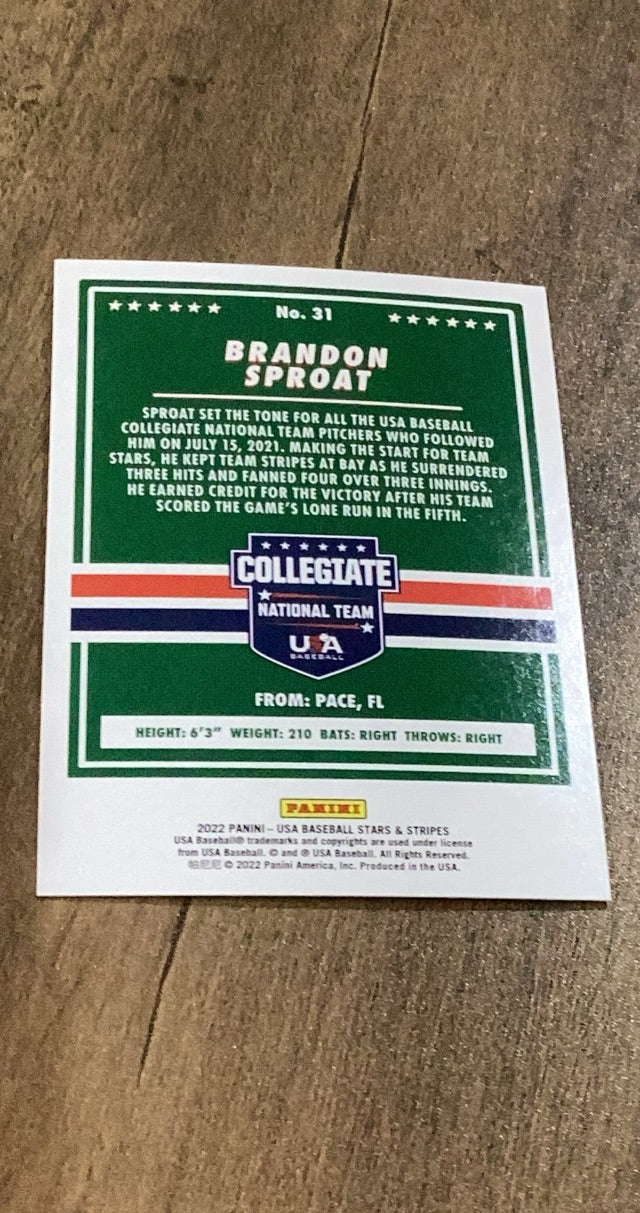 No. 31
BRANDON
SPROAT
SPROAT SET THE TONE FOR ALL THE USA BASEBALL
COLLEGIATE NATIONAL TEAM PITCHERS WHO FOLLOWED
HIM ON JULY 15, 2021. MAKING THE START FOR TEAM
STARS, HE KEPT TEAM STRIPES AT BAY AS HE SURRENDERED
THREE HITS AND FANNED FOUR OVER THREE INNINGS.
HE EARNED CREDIT FOR THE VICTORY AFTER HIS TEAM
SCORED THE GAME'S LONE RUN IN THE FIFTH.
COLLEGIATE
NATIONAL TEAM
USA
BASEBALL
FROM: PACE, FL
HEIGHT: 6'3" WEIGHT: 210 BATS: RIGHT THROWS: RIGHT
PANINI
2022 PANINI – USA BASEBALL STARS & STRIPES
USA Baseball® trademarks and copyrights are used under license
from USA Baseball. © and ® USA Baseball. All Rights Reserved.
帕尼尼 © 2022 Panini America, Inc. Produced in the USA.